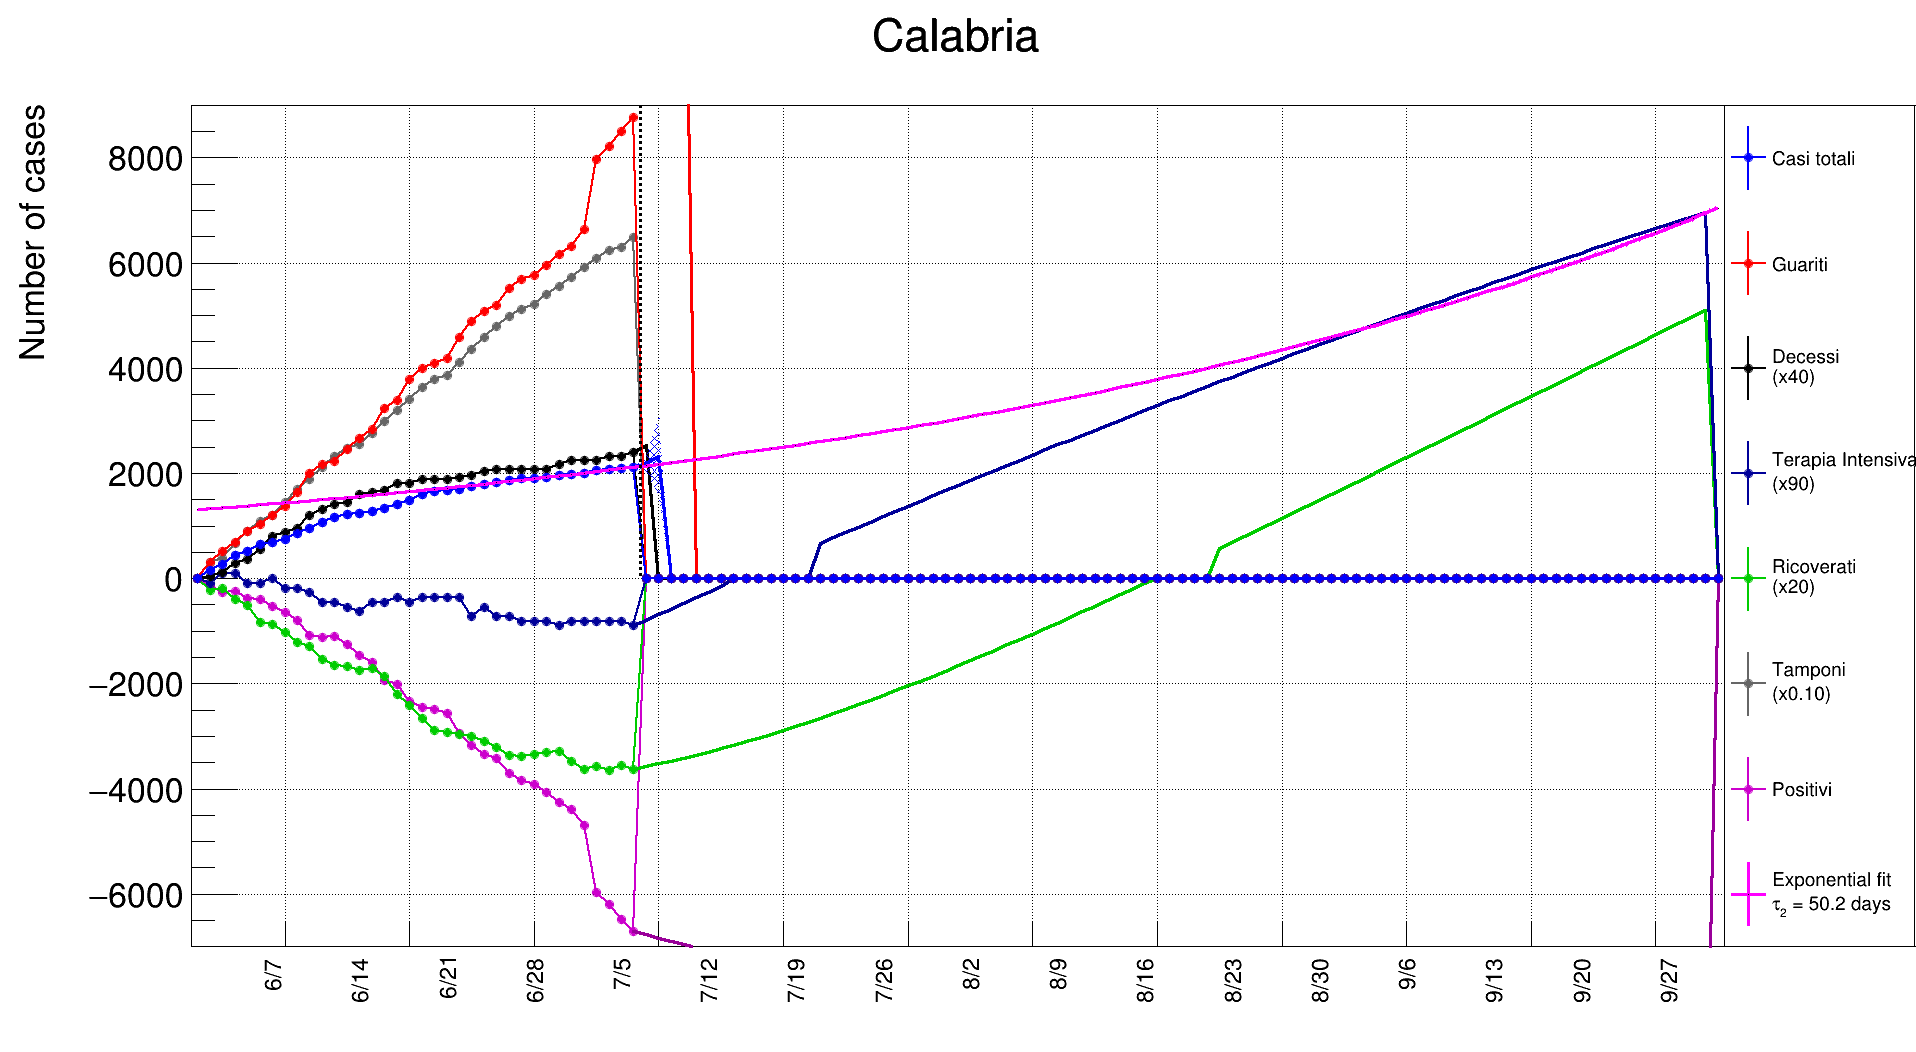 Calabria
Number of cases
8000
6000
4000
2000
0
−2000
−4000
−6000
6/7
6/14
6/21
6/28
7/5
7/12
7/19
7/26
8/2
8/9
8/16
8/23
8/30
9/6
9/13
9/20
9/27
Casi totali
Guariti
Decessi
(x40)
Terapia Intensiva
(x90)
Ricoverati
(x20)
Tamponi
(x0.10)
Positivi
Exponential fit
τ2 = 50.2 days